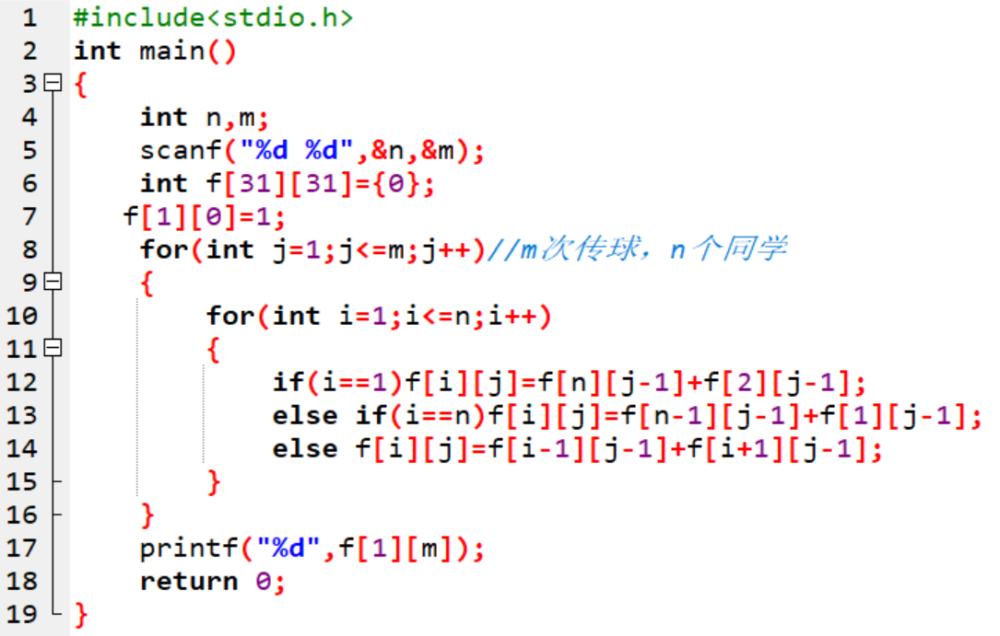 1 #include<stdio.h>
2 int main()
3 {
4 int n,m;
5 scanf("%d %d",&n,&m);
6 int f[31][31]={0};
7 f[1][0]=1;
8 for(int j=1;j<=m;j++)//m次传球，n个同学
9 {
10 for(int i=1;i<=n;i++)
11 {
12 if(i==1)f[i][j]=f[n][j-1]+f[2][j-1];
13 else if(i==n)f[i][j]=f[n-1][j-1]+f[1][j-1];
14 else f[i][j]=f[i-1][j-1]+f[i+1][j-1];
15 }
16 }
17 printf("%d",f[1][m]);
18 return 0;
19 }